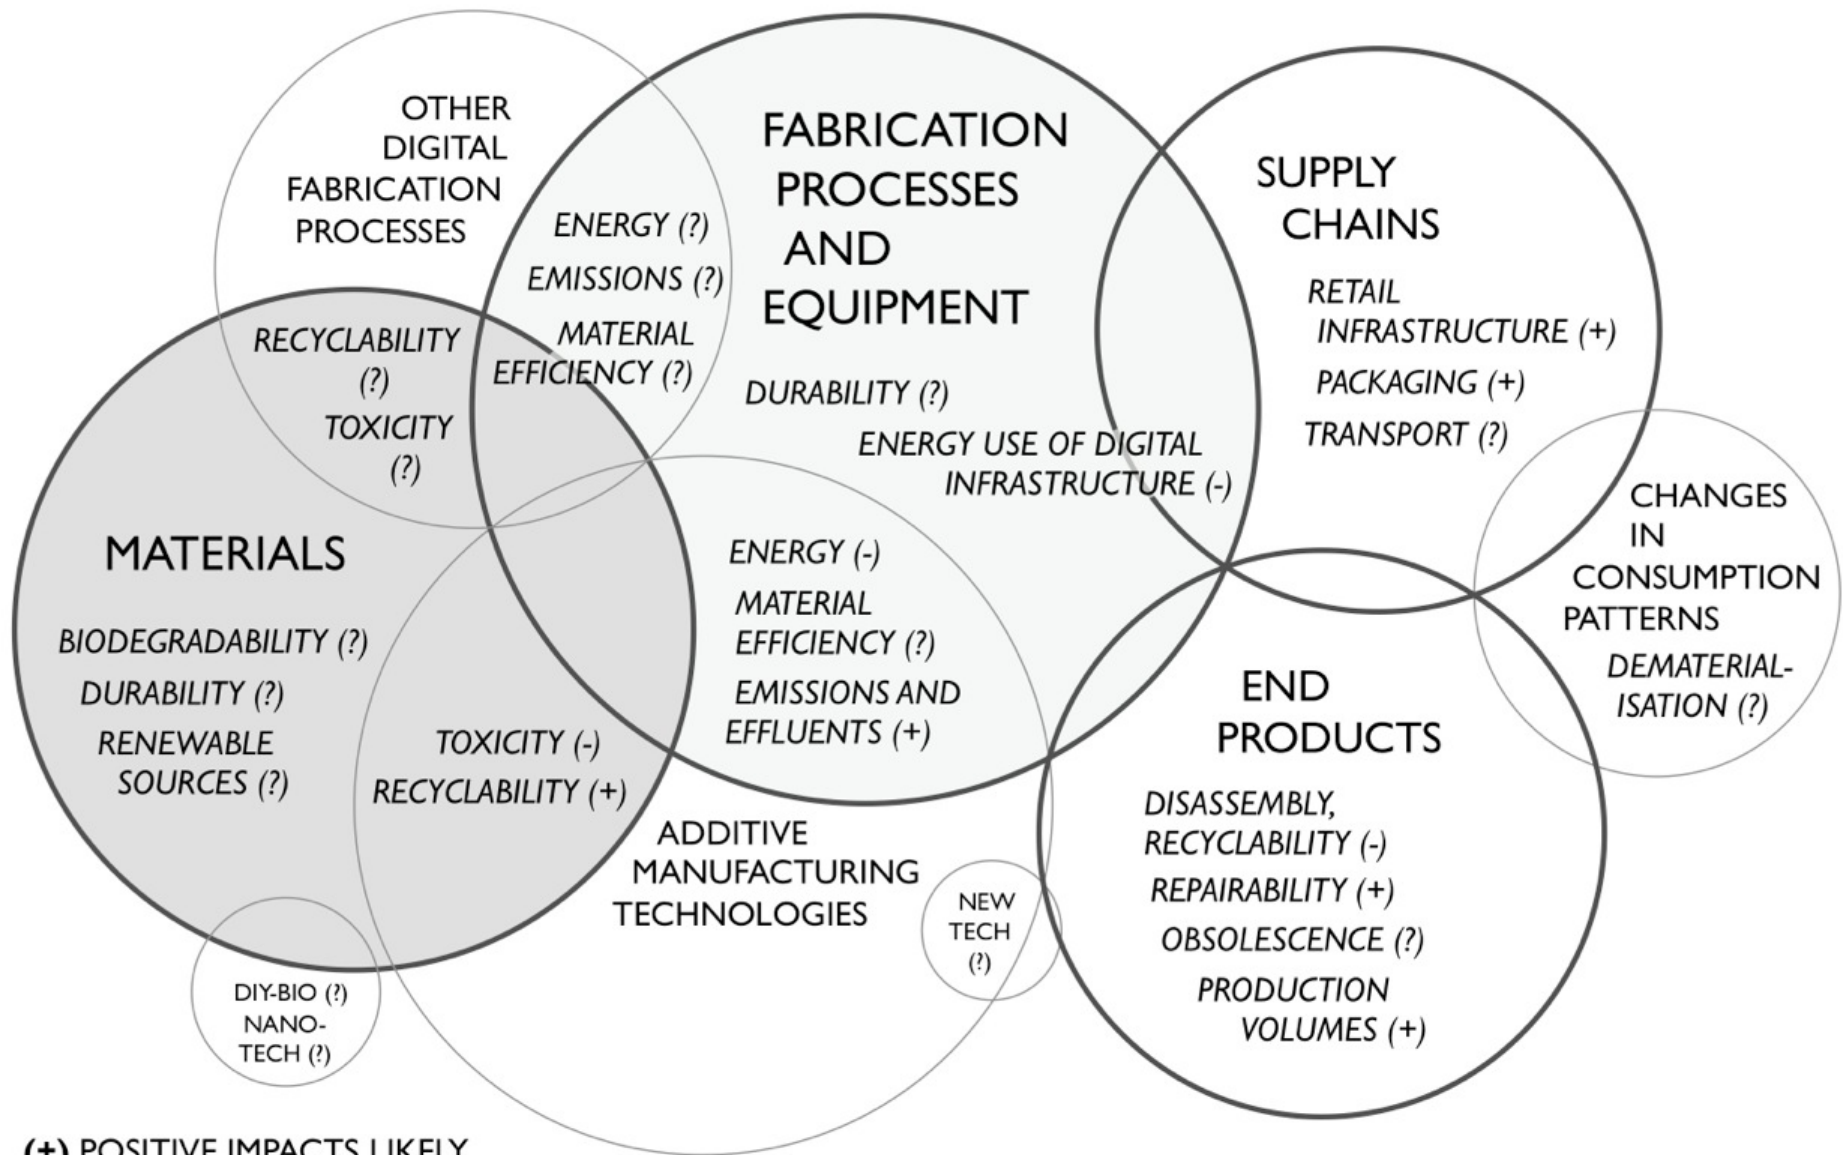 OTHER
DIGITAL
FABRICATION
PROCESSES
ENERGY (?)
EMISSIONS (?)
MATERIAL
EFFICIENCY (?)
FABRICATION
PROCESSES
AND
EQUIPMENT
DURABILITY (?)
ENERGY USE OF DIGITAL
INFRASTRUCTURE (-)
SUPPLY
CHAINS
RETAIL
INFRASTRUCTURE (+)
PACKAGING (+)
TRANSPORT (?)
RECYCLABILITY
(?)
TOXICITY
(?)
MATERIALS
BIODEGRADABILITY (?)
DURABILITY (?)
RENEWABLE
SOURCES (?)
TOXICITY (-)
RECYCLABILITY (+)
ENERGY (-)
MATERIAL
EFFICIENCY (?)
EMISSIONS AND
EFFLUENTS (+)
CHANGES
IN
CONSUMPTION
PATTERNS
DEMATERIAL-
ISATION (?)
END
PRODUCTS
DISASSEMBLY,
RECYCLABILITY (-)
REPAIRABILITY (+)
OBSOLESCENCE (?)
PRODUCTION
VOLUMES (+)
ADDITIVE
MANUFACTURING
TECHNOLOGIES
NEW
TECH
(?)
DIY-BIO (?)
NANO-
TECH (?)
(+) POSITIVE IMPACTS LIKELY